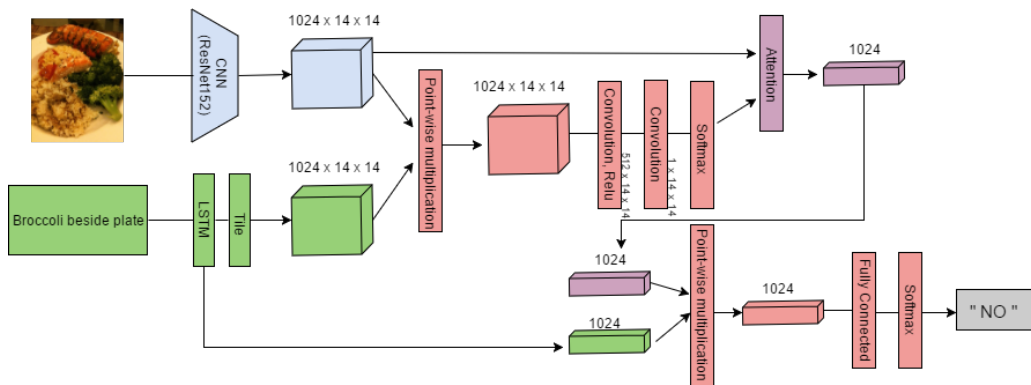 1024 x 14 x 14
CNN
(ResNet152)
1024 x 14 x 14
Point-wise multiplication
Convolution, Relu
512 x 14 x 14
Convolution
1 x 14 x 14
Softmax
Attention
1024
Broccoli beside plate
LSTM
Tile
1024 x 14 x 14
1024
1024
Point-wise multiplication
1024
Fully Connected
Softmax
" NO "